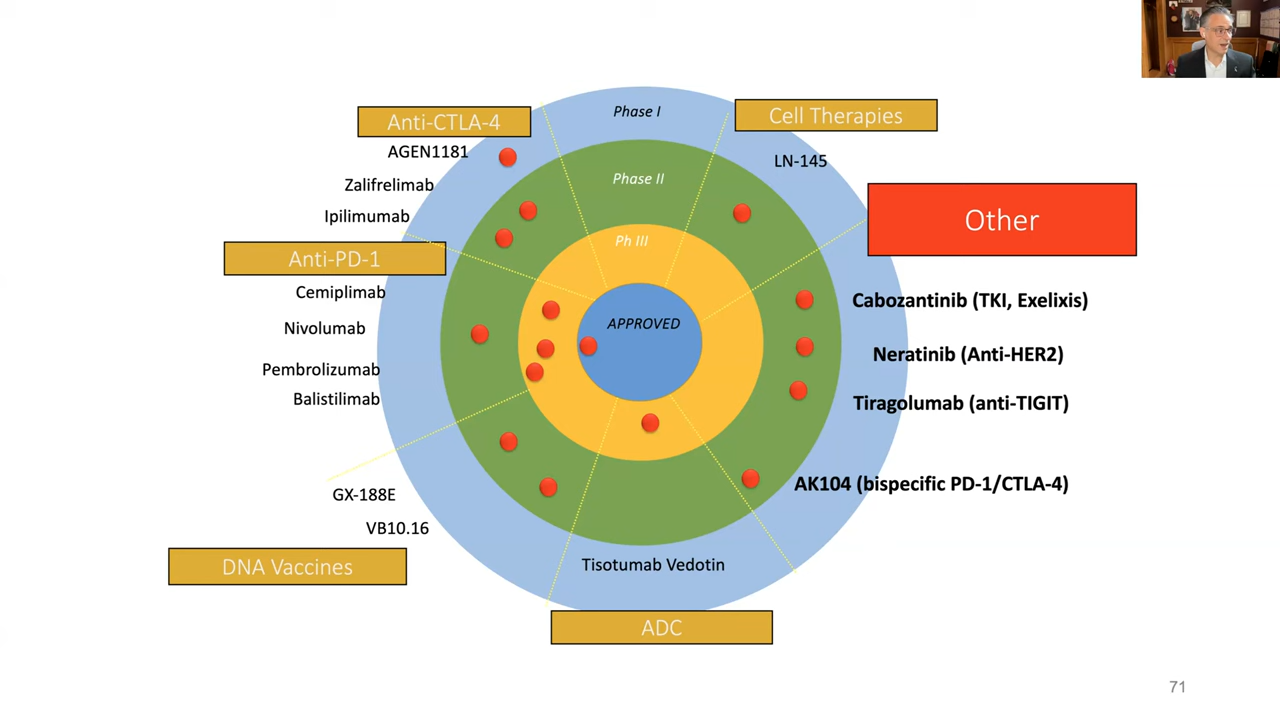 Phase I
Phase II
Ph III
APPROVED
Anti-CTLA-4
AGEN1181
Zalifrelimab
Ipilimumab
Anti-PD-1
Cemiplimab
Nivolumab
Pembrolizumab
Balistilimab
GX-188E
VB10.16
DNA Vaccines
Tisotumab Vedotin
ADC
Cell Therapies
LN-145
Other
Cabozantinib (TKI, Exelixis)
Neratinib (Anti-HER2)
Tiragolumab (anti-TIGIT)
AK104 (bispecific PD-1/CTLA-4)
71